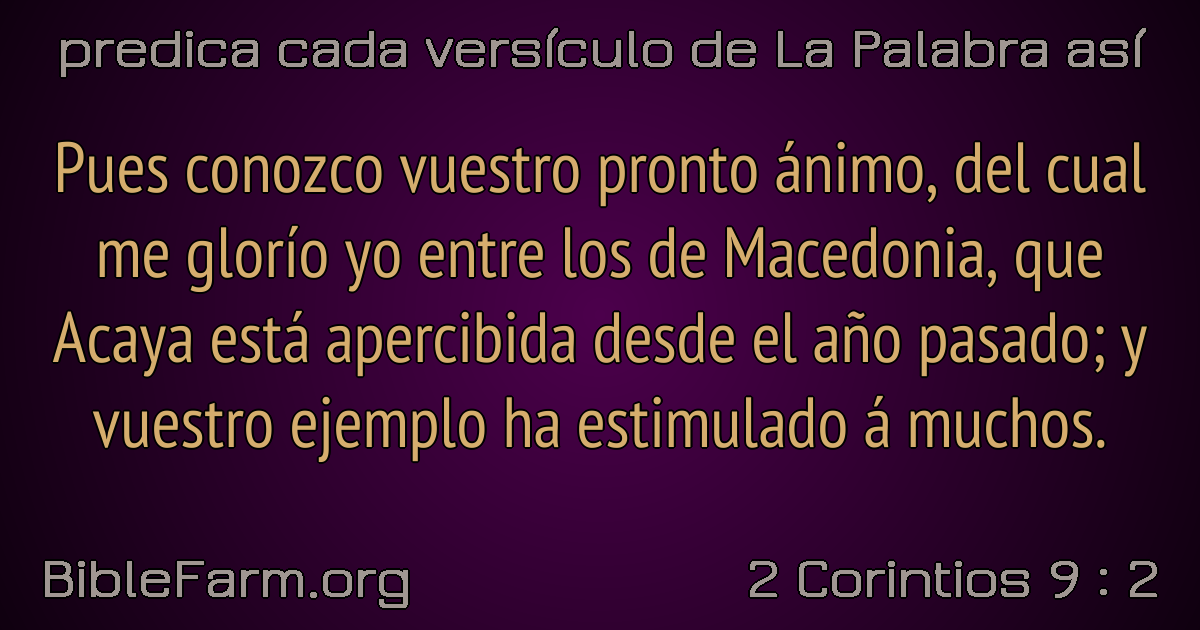 predica cada versículo de La Palabra así
Pues conozco vuestro pronto ánimo, del cual
me glorío yo entre los de Macedonia, que
Acaya está apercibida desde el año pasado; y
vuestro ejemplo ha estimulado á muchos.
BibleFarm.org
2 Corintios 9 : 2